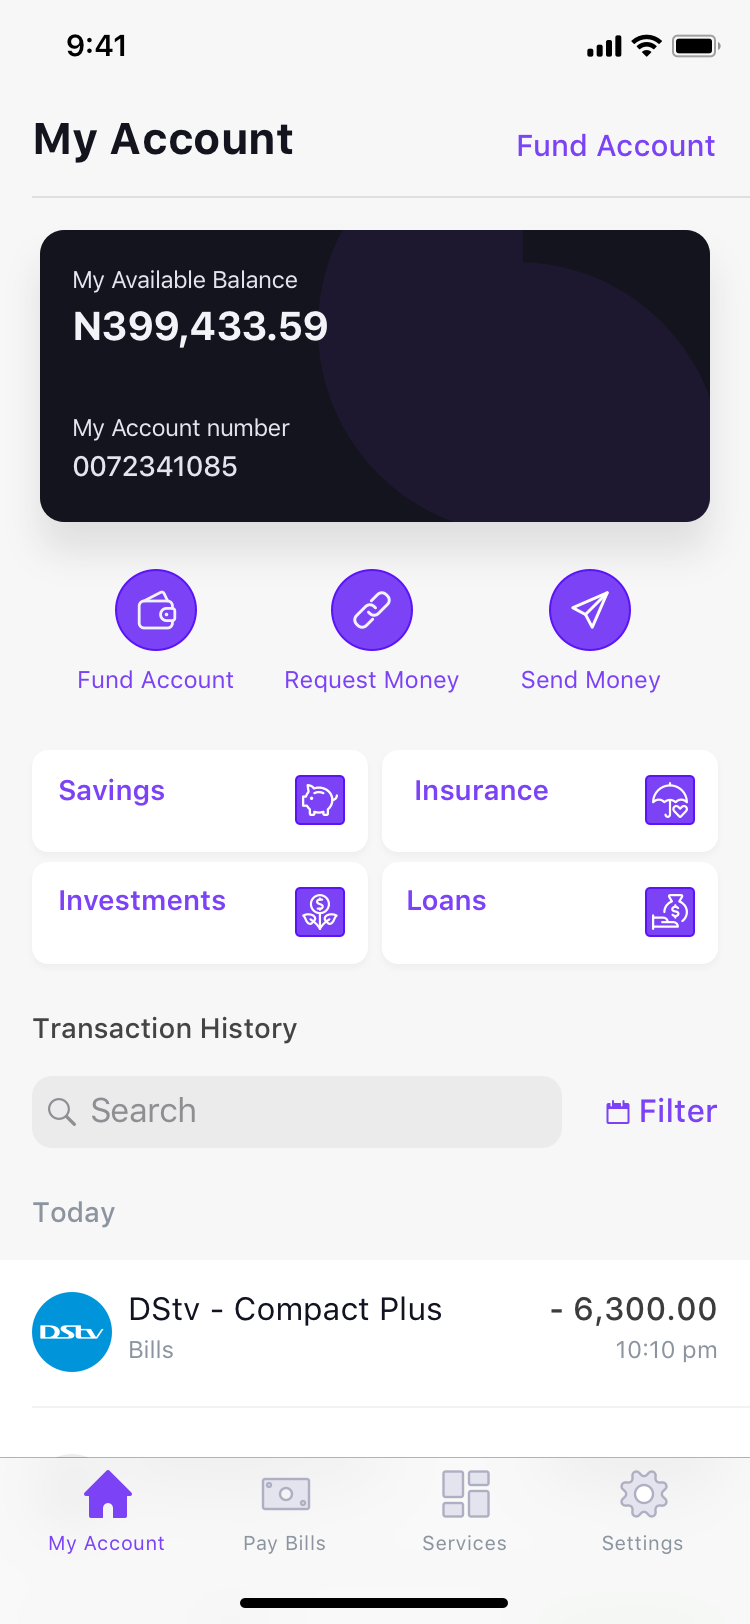 9:41
My Account
Fund Account
My Available Balance
N399,433.59
My Account number
0072341085
Fund Account
Request Money
Send Money
Savings
Insurance
Investments
Loans
Transaction History
Search
Filter
Today
DStv
DStv - Compact Plus
- 6,300.00
Bills
10:10 pm
My Account
Pay Bills
Services
Settings